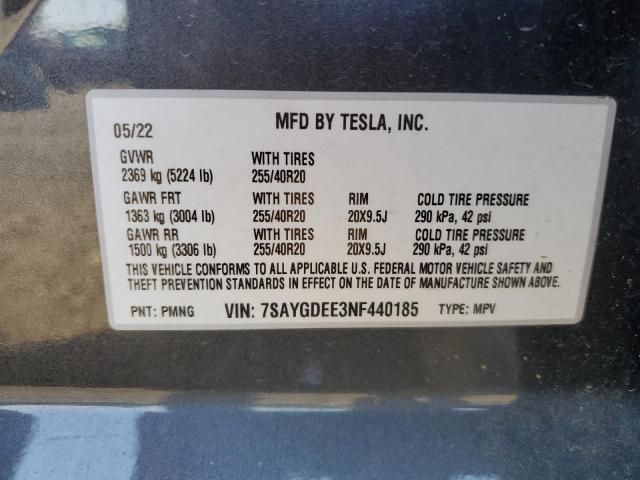 05/22 MFD BY TESLA, INC.
GVWR WITH TIRES
2369 kg (5224 lb) 255/40R20
GAWR FRT WITH TIRES RIM COLD TIRE PRESSURE
1363 kg (3004 lb) 255/40R20 20X9.5J 290 kPa, 42 psi
GAWR RR WITH TIRES RIM COLD TIRE PRESSURE
1500 kg (3306 lb) 255/40R20 20X9.5J 290 kPa, 42 psi
THIS VEHICLE CONFORMS TO ALL APPLICABLE U.S. FEDERAL MOTOR VEHICLE SAFETY AND
THEFT PREVENTION STANDARDS IN EFFECT ON THE DATE OF MANUFACTURE SHOWN ABOVE.
PNT: PMNG VIN: 7SAYGDEE3NF440185 TYPE: MPV